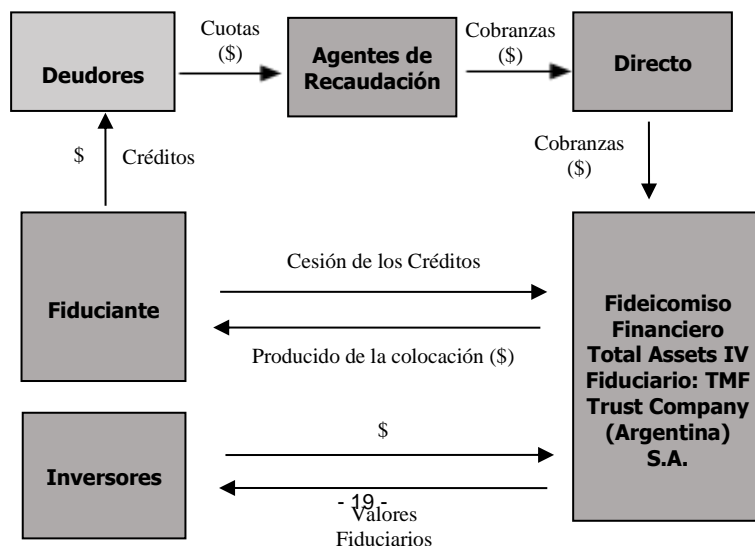 Deudores
Cuotas
($)
Agentes de
Recaudación
Cobranzas
($)
Directo
$
Créditos
Cobranzas
($)
Fiduciante
Cesión de los Créditos
Producido de la colocación ($)
Fideicomiso
Financiero
Total Assets IV
Fiduciario: TMF
Trust Company
(Argentina)
S.A.
Inversores
$
- 19 -
Valores
Fiduciarios